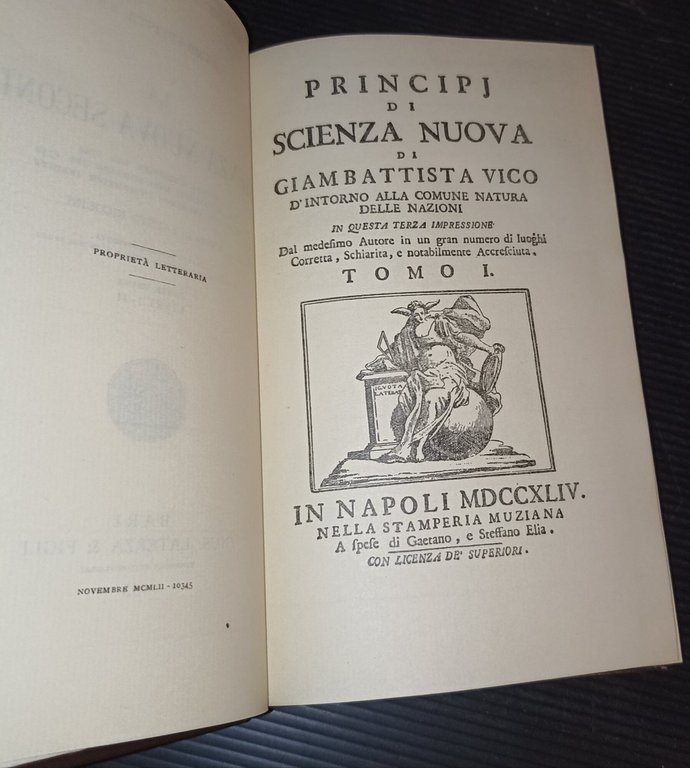 PROPRIETÀ LETTERARIA
NOVEMBRE MCMLII - 10345
PRINCIPJ
DI
SCIENZA NUOVA
DI
GIAMBATTISTA VICO
D'INTORNO ALLA COMUNE NATURA
DELLE NAZIONI
IN QUESTA TERZA IMPRESSIONE
Dal medesimo Autore in un gran numero di luoghi
Corretta, Schiarita, e notabilmente Accresciuta.
TOMO I.
IGNOTA
LATEBAT
IN NAPOLI MDCCXLIV.
NELLA STAMPERIA MUZIANA
A spese di Gaetano, e Steffano Elia.
CON LICENZA DE' SUPERIORI.